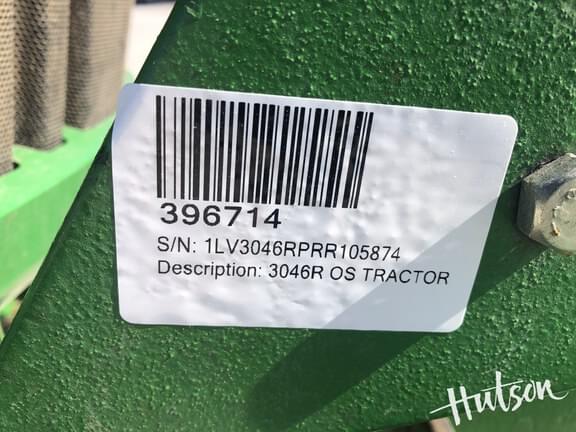 396714
S/N: 1LV3046RPRR105874
Description: 3046R OS TRACTOR
Hutson